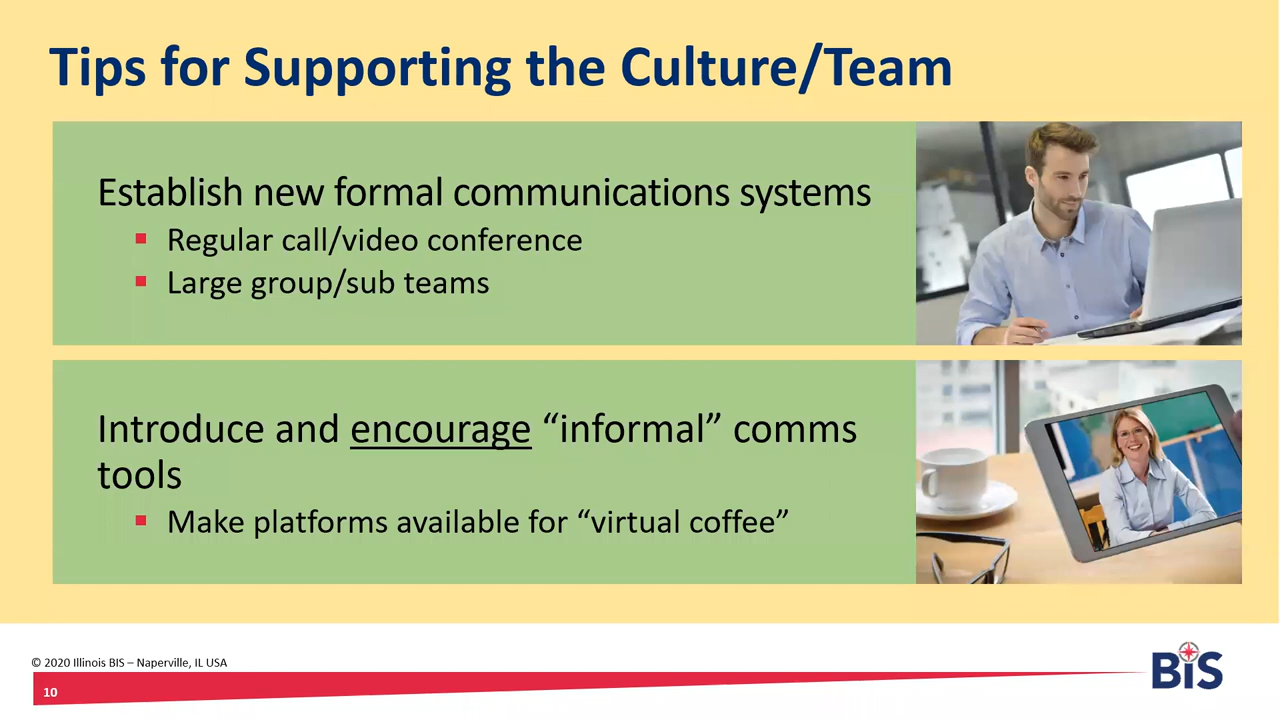 Tips for Supporting the Culture/Team
Establish new formal communications systems
▪ Regular call/video conference
▪ Large group/sub teams
Introduce and encourage “informal” comms
tools
▪ Make platforms available for “virtual coffee”
© 2020 Illinois BIS – Naperville, IL USA
10
BIS